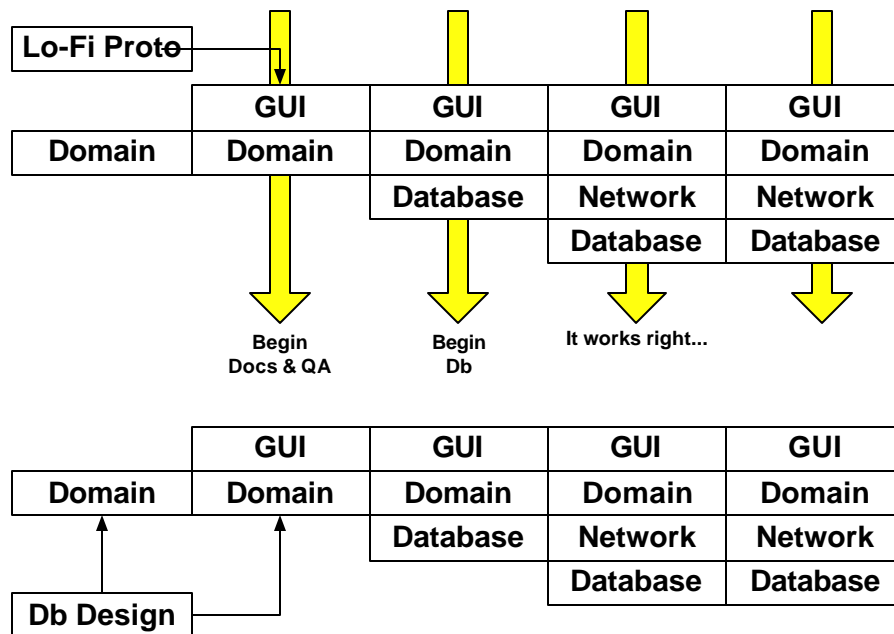 Lo-Fi Proto
GUI GUI GUI GUI
Domain Domain Domain Domain Domain
Database Network Network
Database Database
Begin
Docs & QA
Begin
Db
It works right...
GUI GUI GUI GUI
Domain Domain Domain Domain Domain
Database Network Network
Database Database
Db Design